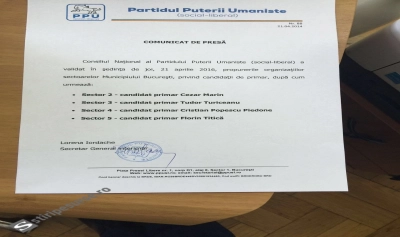 PPU
Partidul Puterii Umaniste
(social-liberal)
COMUNICAT DE PRESĂ
Consiliul Național al Partidului Puterii Umaniste (social-liberal) a
validat în ședința de joi, 21 aprilie 2016, propunerile organizațiilor
sectoarelor Municipiului București, privind candidații de primar, după cum
urmează:
Sector 2 - candidat primar Cezar Marin
Sector 3 - candidat primar Tudor Turiceanu
Sector 4 - candidat primar Cristian Popescu Piedone
Sector 5 - candidat primar Florin Titică
Lorena Iordache
Secretar General